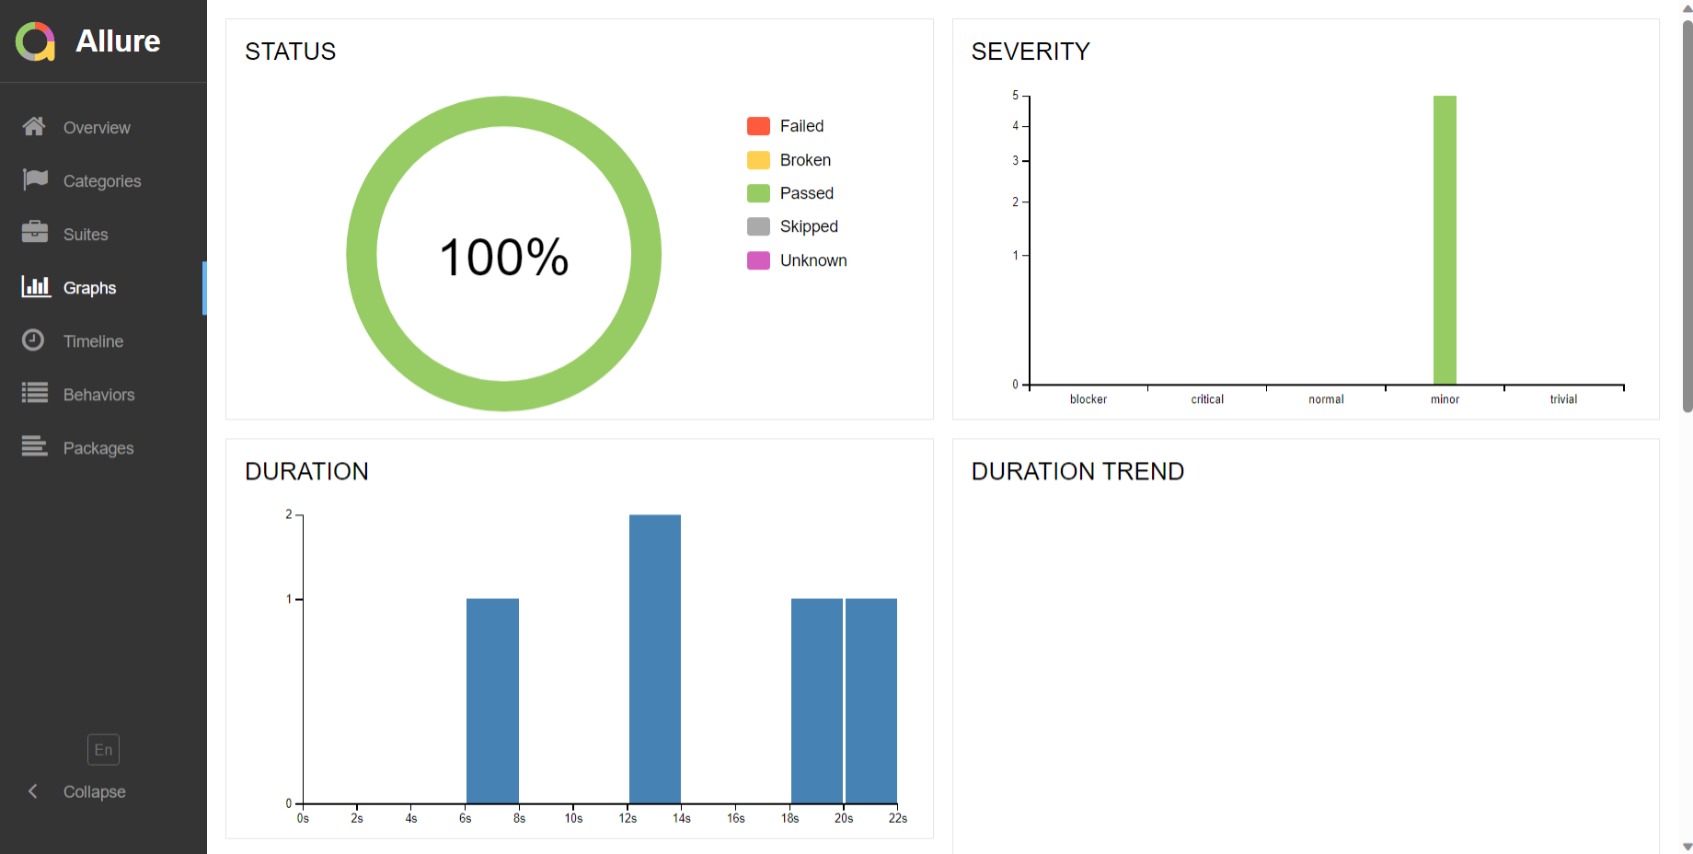 Allure
Overview
Categories
Suites
Graphs
Timeline
Behaviors
Packages
En
Collapse
STATUS
100%
Failed
Broken
Passed
Skipped
Unknown
SEVERITY
5
4
3
2
1
0
blocker critical normal minor trivial
DURATION
2
1
0
0s 2s 4s 6s 8s 10s 12s 14s 16s 18s 20s 22s
DURATION TREND